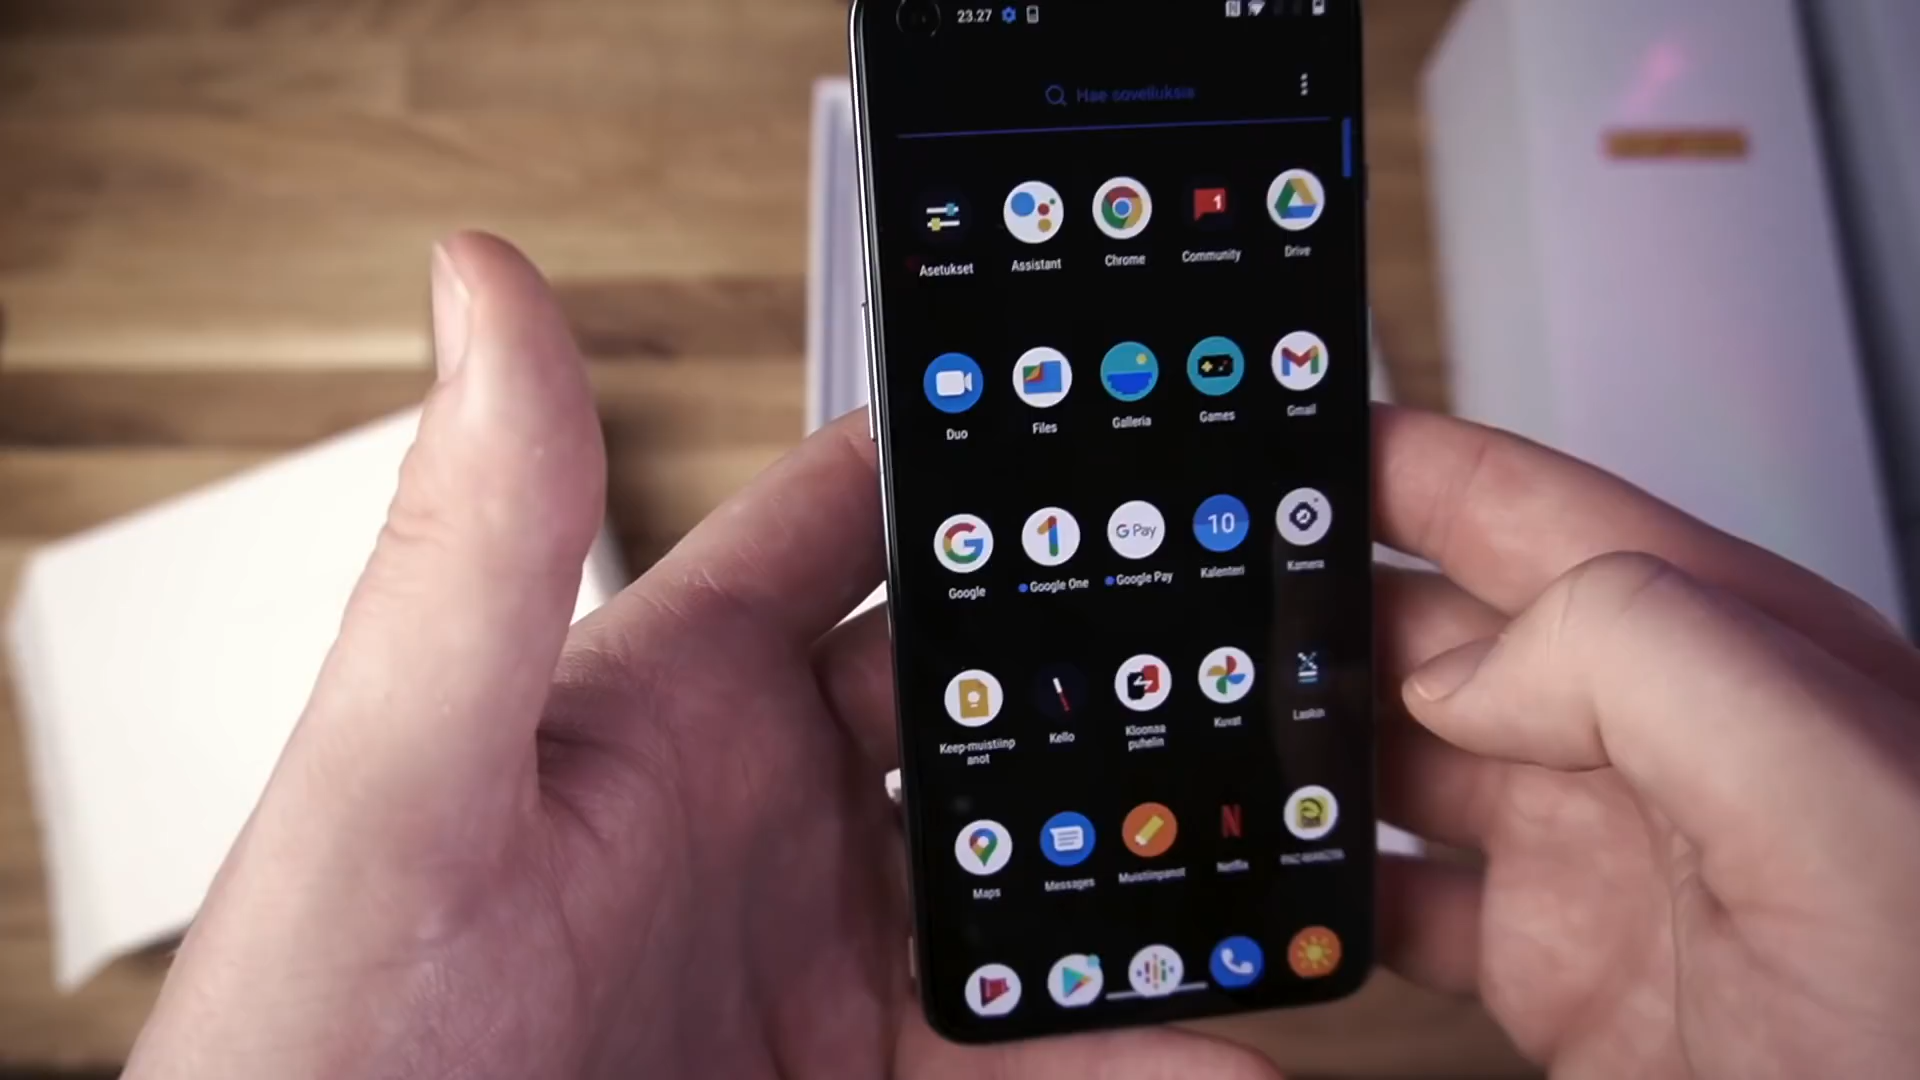 23.27
Hae sovelluksia
1
Asetukset
Assistant
Chrome
Community
Drive
Duo
Files
Galleria
Games
Gmail
G Pay
10
Google
Google One
Google Pay
Kalenteri
Kamera
Keep-muistiinp
anot
Kello
Kloonaa
puhelin
Kuvat
Laskin
Maps
Messages
Muistiinpanot
Netflix